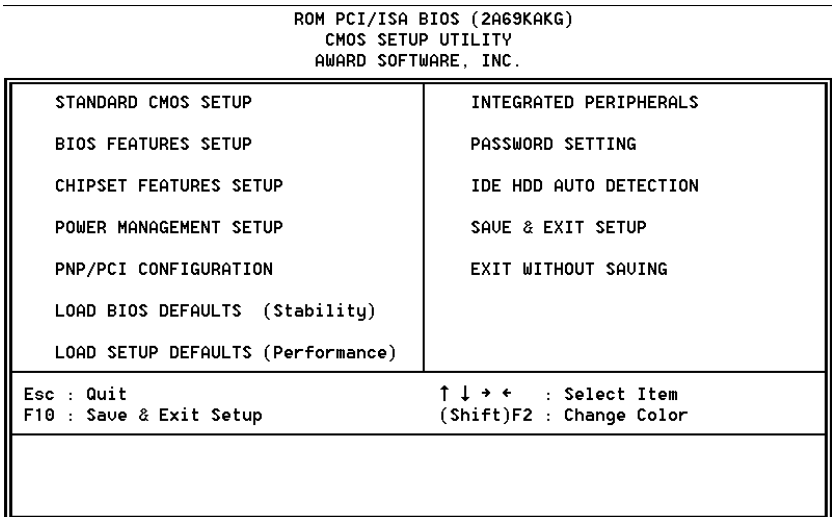 ROM PCI/ISA BIOS (2A69KAKG)
CMOS SETUP UTILITY
AWARD SOFTWARE, INC.
STANDARD CMOS SETUP
BIOS FEATURES SETUP
CHIPSET FEATURES SETUP
POWER MANAGEMENT SETUP
PNP/PCI CONFIGURATION
LOAD BIOS DEFAULTS (Stability)
LOAD SETUP DEFAULTS (Performance)
INTEGRATED PERIPHERALS
PASSWORD SETTING
IDE HDD AUTO DETECTION
SAVE & EXIT SETUP
EXIT WITHOUT SAVING
Esc : Quit
F10 : Save & Exit Setup
↑ ↓ → ← : Select Item
(Shift)F2 : Change Color